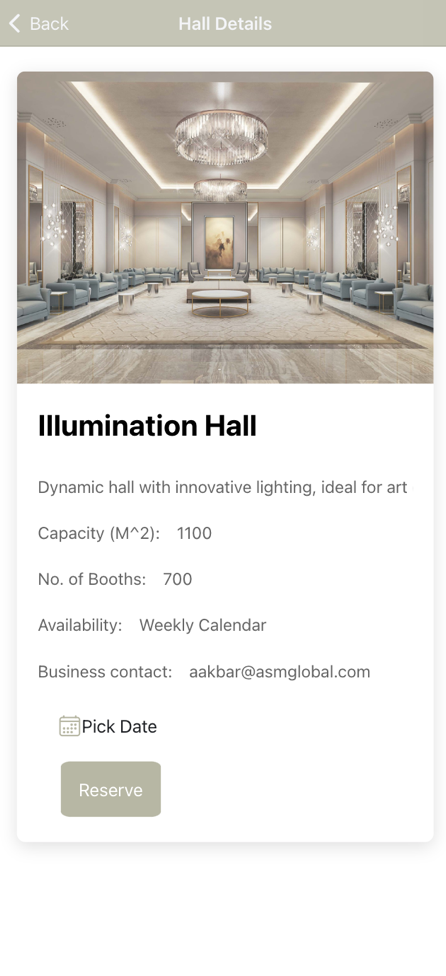 Back
Hall Details
Illumination Hall
Dynamic hall with innovative lighting, ideal for art
Capacity (M^2): 1100
No. of Booths: 700
Availability: Weekly Calendar
Business contact: aakbar@asmglobal.com
Pick Date
Reserve